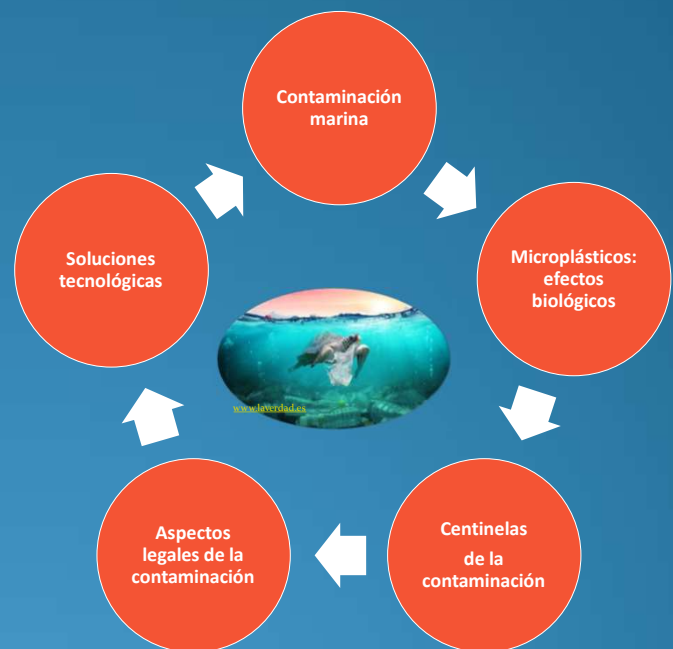 Contaminación
marina
Microplásticos:
efectos
biológicos
Centinelas
de la
contaminación
Aspectos
legales de la
contaminación
Soluciones
tecnológicas
www.laverdad.es